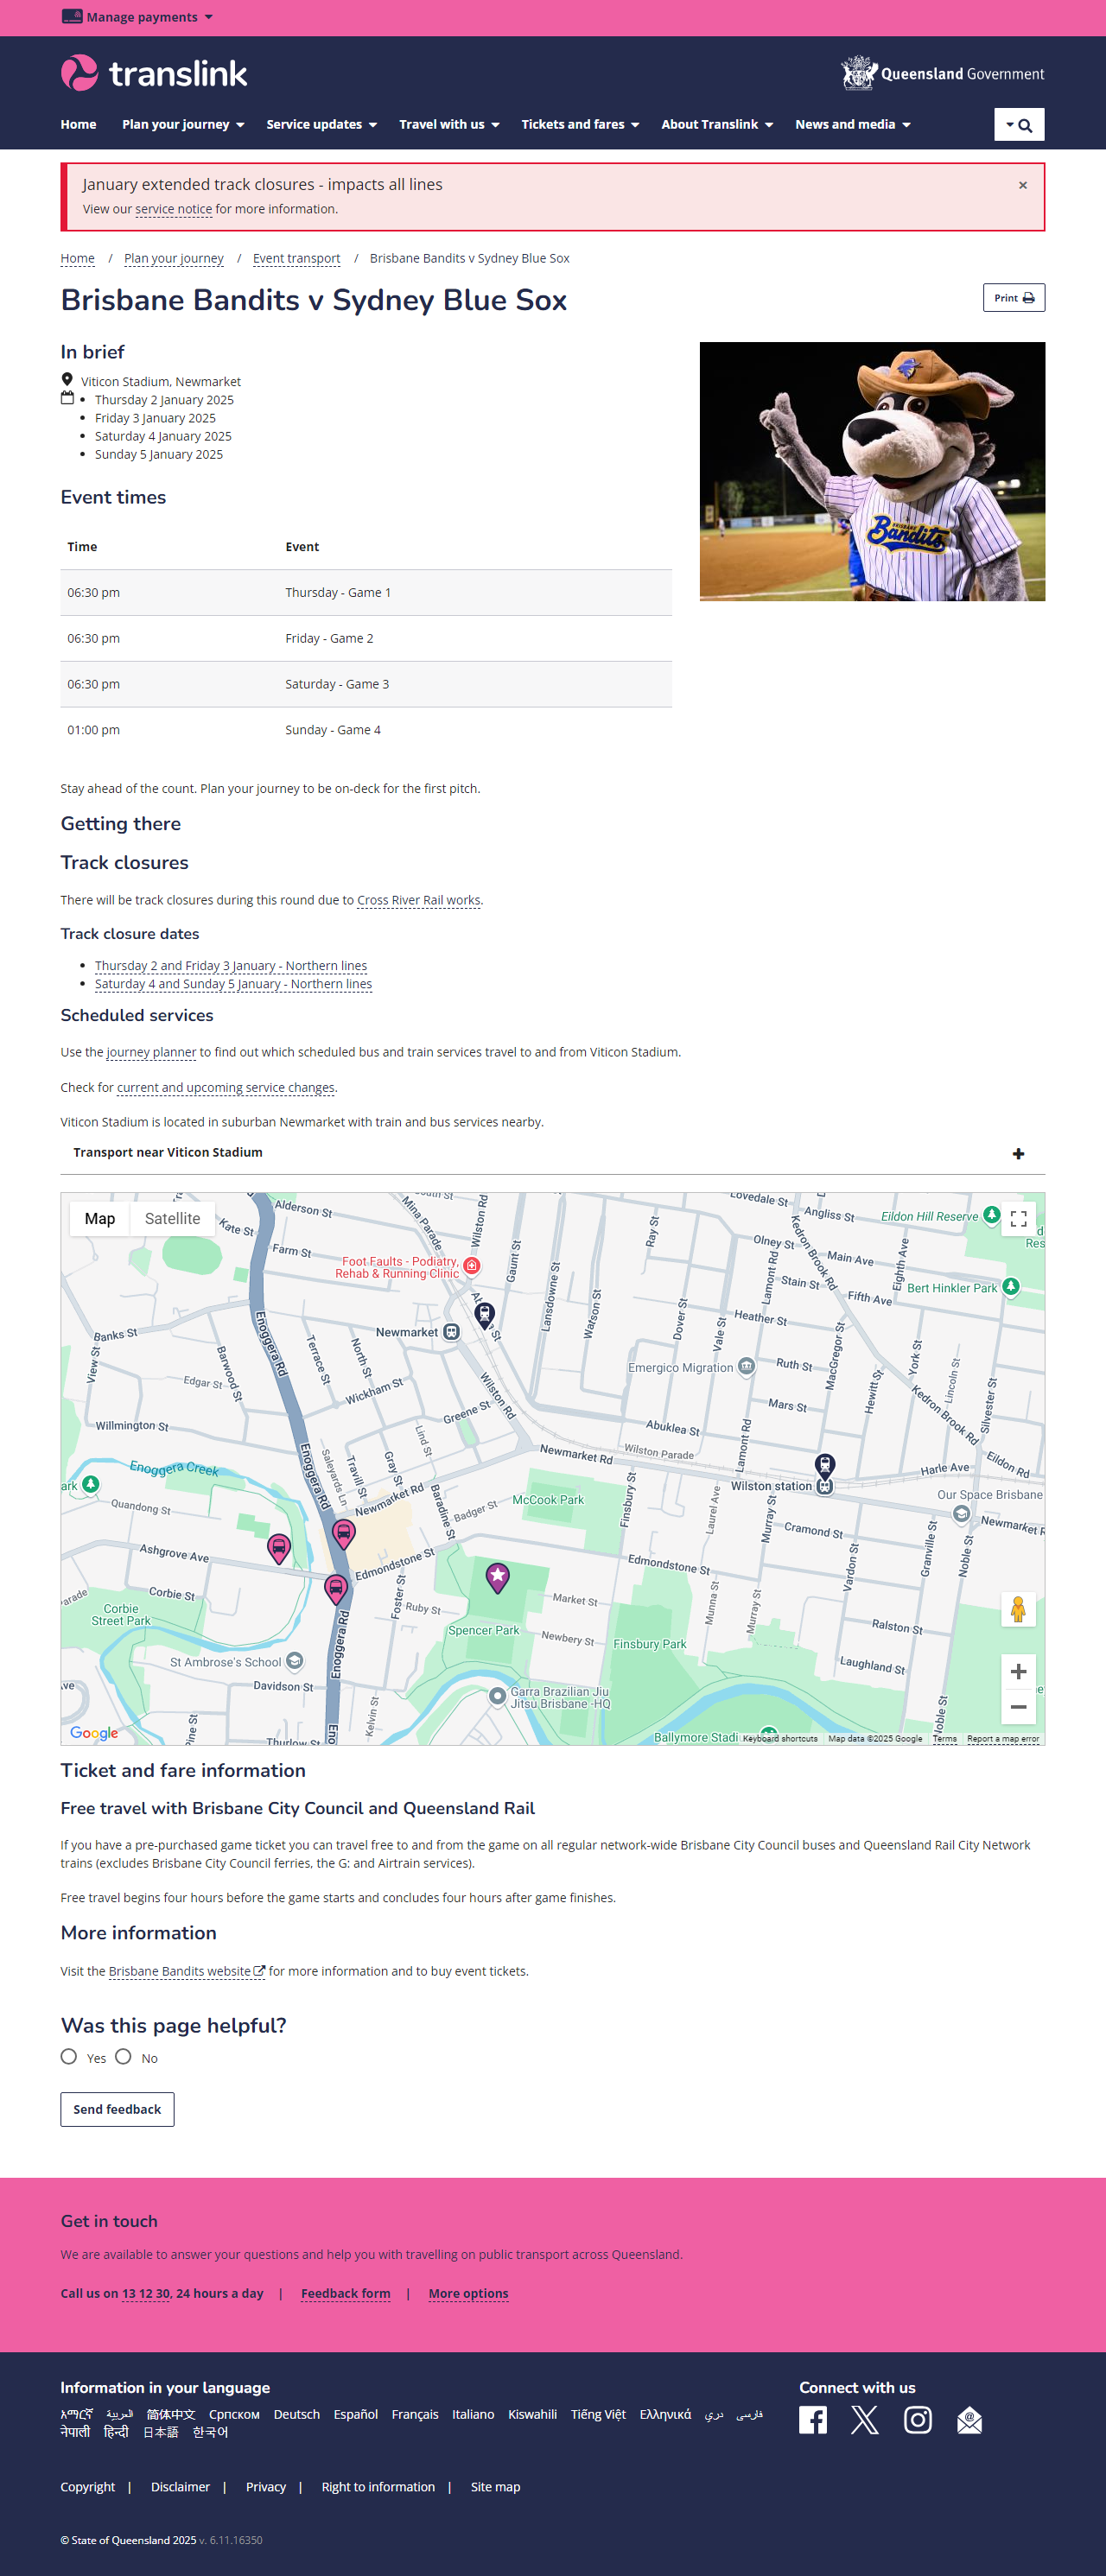 Manage payments
translink
Queensland Government
Home Plan your journey Service updates Travel with us Tickets and fares About Translink News and media
January extended track closures - impacts all lines
×
View our service notice for more information.
Home / Plan your journey / Event transport / Brisbane Bandits v Sydney Blue Sox
Brisbane Bandits v Sydney Blue Sox
Print
In brief
Viticon Stadium, Newmarket
• Thursday 2 January 2025
• Friday 3 January 2025
• Saturday 4 January 2025
• Sunday 5 January 2025
BRISBANE
Bandits
Event times
Time Event
06:30 pm Thursday - Game 1
06:30 pm Friday - Game 2
06:30 pm Saturday - Game 3
01:00 pm Sunday - Game 4
Stay ahead of the count. Plan your journey to be on-deck for the first pitch.
Getting there
Track closures
There will be track closures during this round due to Cross River Rail works.
Track closure dates
• Thursday 2 and Friday 3 January - Northern lines
• Saturday 4 and Sunday 5 January - Northern lines
Scheduled services
Use the journey planner to find out which scheduled bus and train services travel to and from Viticon Stadium.
Check for current and upcoming service changes.
Viticon Stadium is located in suburban Newmarket with train and bus services nearby.
Transport near Viticon Stadium
Map Satellite
Alderson St
Kate St
Farm St
Mina Parade
Wilston Rd
Gaunt St
Lansdowne St
Watson St
Ray St
Lovedale St
Angliss St
Eildon Hill Reserve
Foot Faults - Podiatry,
Rehab & Running Clinic
Olney St
Main Ave
Kedron Brook Rd
Eighth Ave
Stain St
Fifth Ave
Bert Hinkler Park
Lamont Rd
Heather St
Dover St
Vale St
Newmarket
Banks St
View St
Barwood St
Enoggera Rd
Terrace St
North St
Edgar St
Wickham St
Wilston Rd
Greene St
Emergico Migration
Ruth St
MacGregor St
York St
Lincoln St
Hewitt St
Mars St
Kedron Brook Rd
Silvester St
Willmington St
Lind St
Abuklea St
Lamont Rd
Newmarket Rd
Wilston Parade
Eildon Rd
Harle Ave
Enoggera Creek
Enoggera Rd
Saleyards Ln
Travill St
Gray St
Newmarket Rd
Baradine St
Badger St
McCook Park
Finsbury St
Laurel Ave
Wilston station
Murray St
Our Space Brisbane
Quandong St
Cramond St
Granville St
Noble St
Ashgrove Ave
Edmondstone St
Edmondstone St
Vardon St
Corbie St
Corbie
Street Park
Foster St
Ruby St
Market St
Munna St
Murray St
Spencer Park
Newbery St
Finsbury Park
Ralston St
Enoggera Rd
St Ambrose's School
Laughland St
Davidson St
Garra Brazilian Jiu
Jitsu Brisbane -HQ
Kelvin St
Pine St
Thurlow St
Noble St
Google
Keyboard shortcuts Map data ©2025 Google Terms Report a map error
Ticket and fare information
Free travel with Brisbane City Council and Queensland Rail
If you have a pre-purchased game ticket you can travel free to and from the game on all regular network-wide Brisbane City Council buses and Queensland Rail City Network
trains (excludes Brisbane City Council ferries, the G: and Airtrain services).
Free travel begins four hours before the game starts and concludes four hours after game finishes.
More information
Visit the Brisbane Bandits website for more information and to buy event tickets.
Was this page helpful?
Yes No
Send feedback
Get in touch
We are available to answer your questions and help you with travelling on public transport across Queensland.
Call us on 13 12 30, 24 hours a day | Feedback form | More options
Information in your language
Connect with us
አማርኛ العربية 简体中文 Српском Deutsch Español Français Italiano Kiswahili Tiếng Việt Ελληνικά دری فارسی
नेपाली हिन्दी 日本語 한국어
Copyright | Disclaimer | Privacy | Right to information | Site map
© State of Queensland 2025 v. 6.11.16350